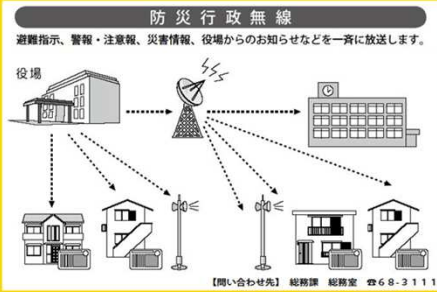 防災行政無線
避難指示、警報・注意報、災害情報、役場からのお知らせなどを一斉に放送します。
役場
【問い合わせ先】 総務課 総務室 ☎68-3111